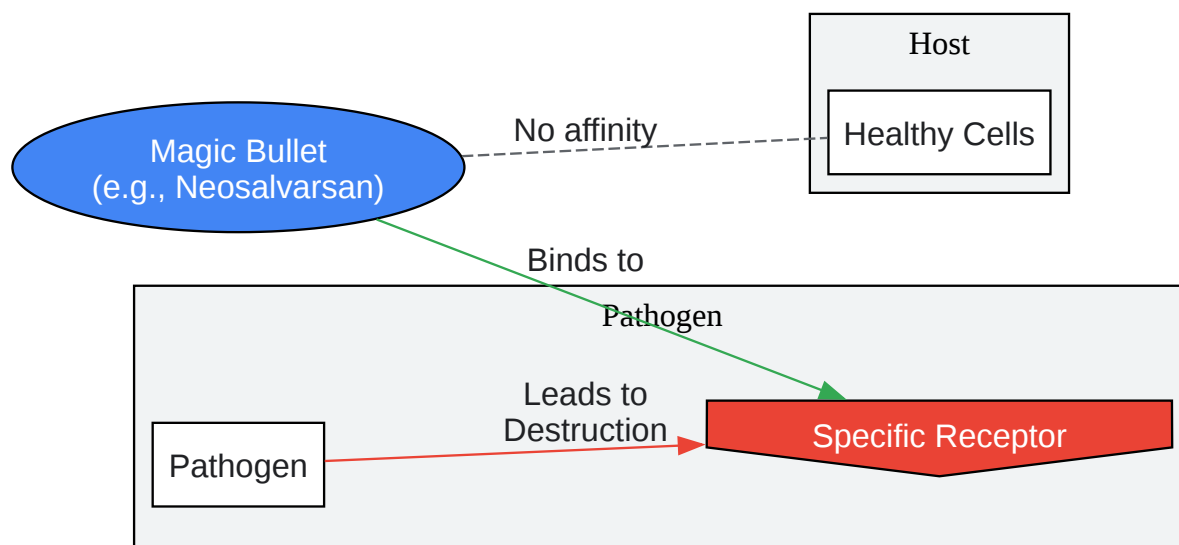 Host
No affinity
Healthy Cells
Magic Bullet
(e.g., Neosalvarsan)
Binds to
Pathogen
Leads to
Destruction
Specific Receptor
Pathogen